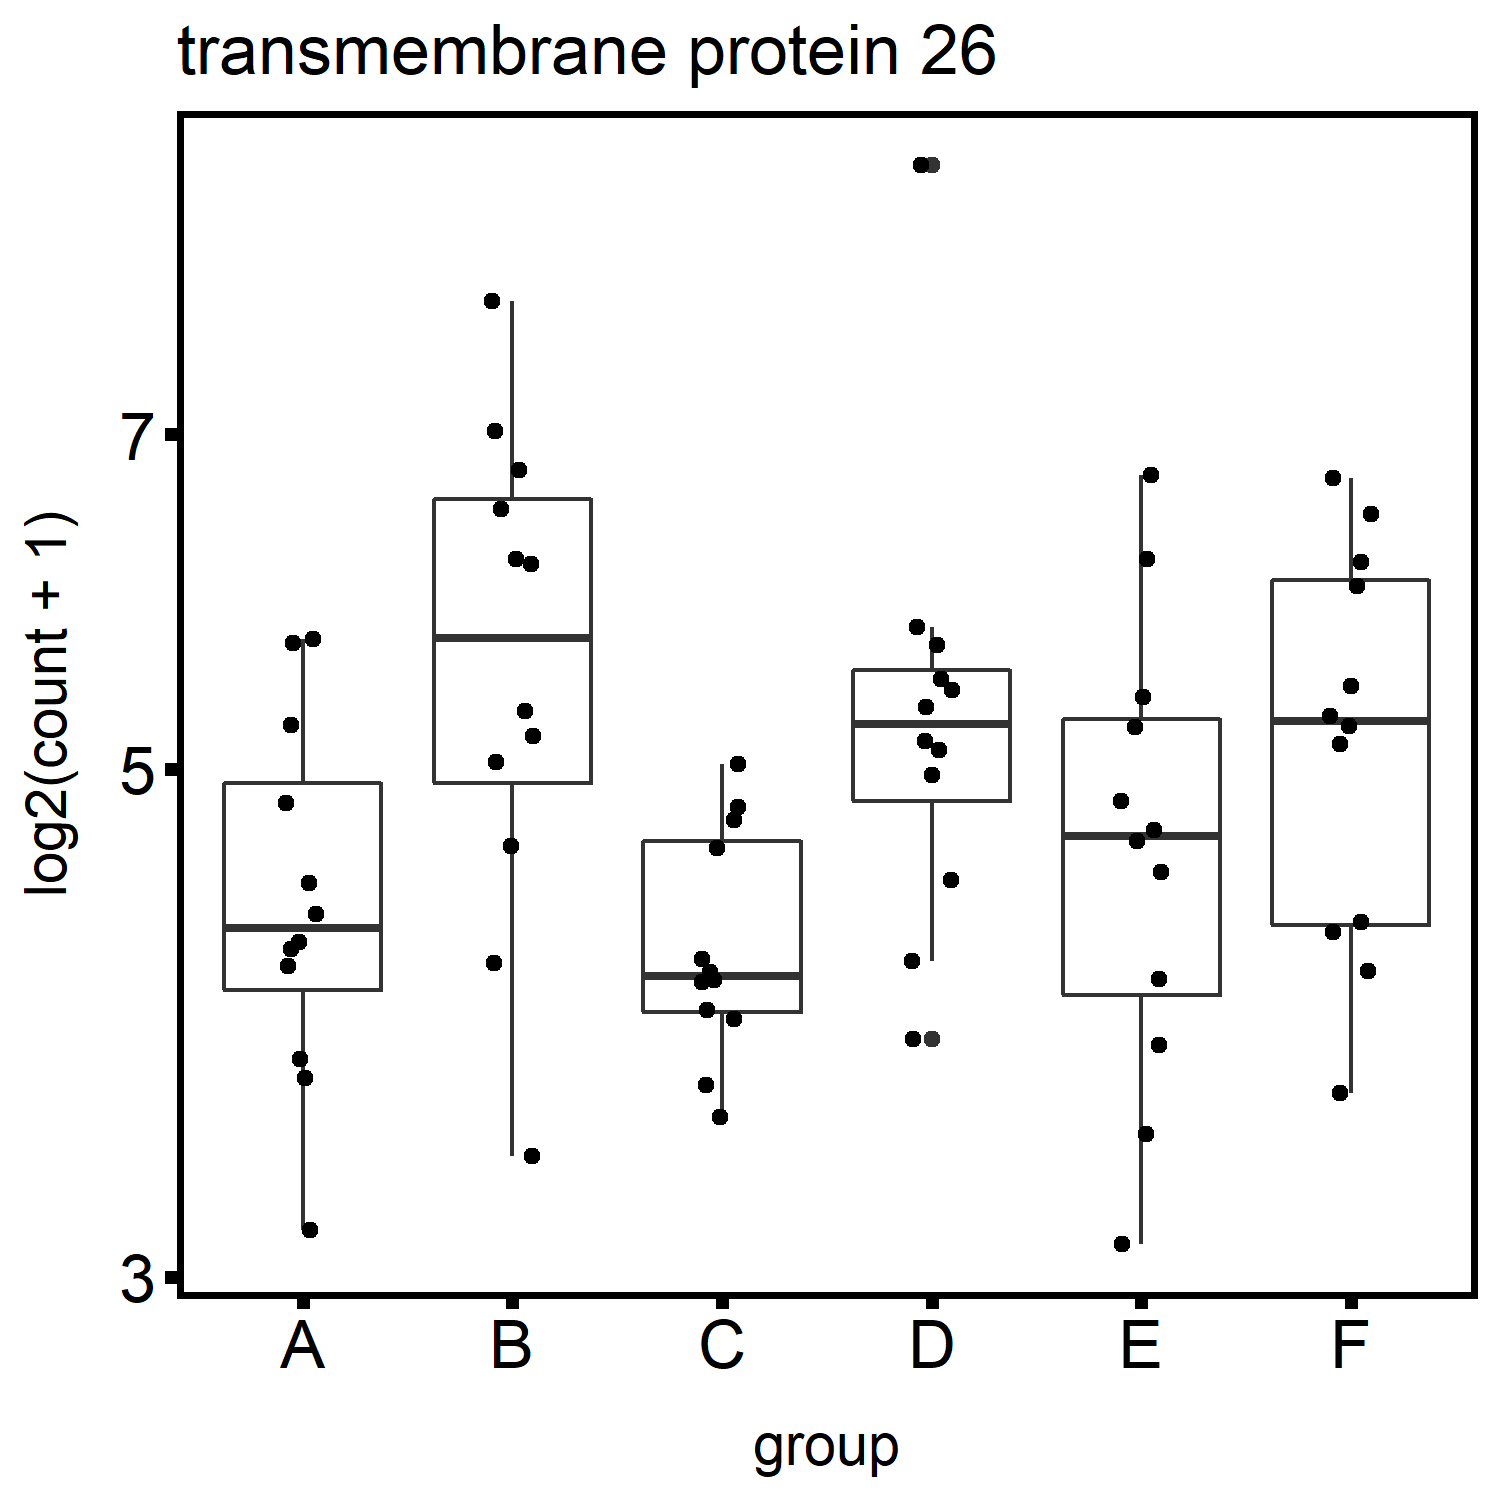 transmembrane protein 26
log2(count + 1)
7
5
3
A B C D E F
group